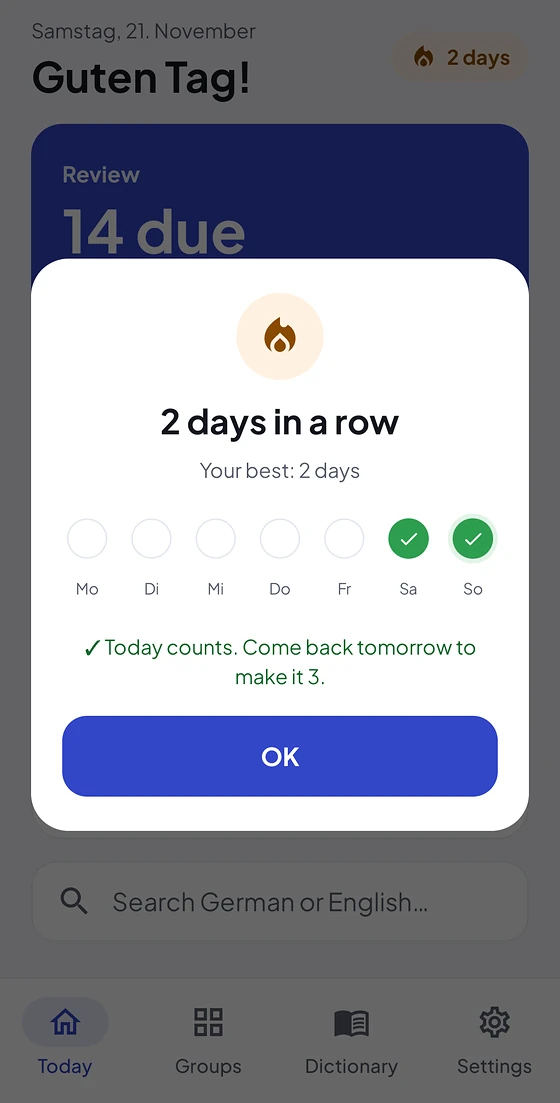 Samstag, 21. November
Guten Tag!
2 days
Review
14 due
2 days in a row
Your best: 2 days
Mo Di Mi Do Fr Sa So
✓ Today counts. Come back tomorrow to
make it 3.
OK
Search German or English...
Today Groups Dictionary Settings